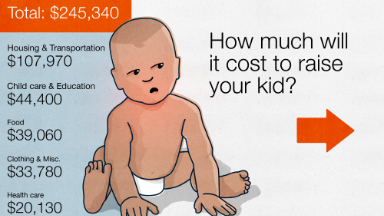 Total: $245,340
Housing & Transportation
$107,970
Child care & Education
$44,400
Food
$39,060
Clothing & Misc.
$33,780
Health care
$20,130
How much will
it cost to raise
your kid?